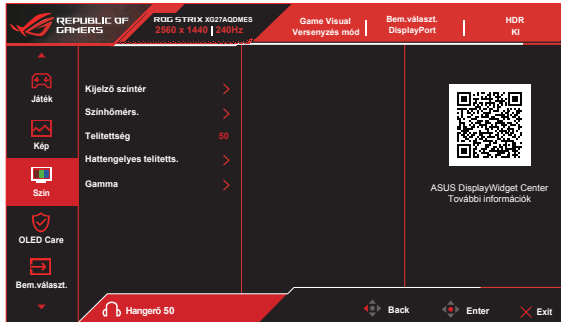 REPUBLIC OF
GAMERS
ROG STRIX XG27AQDMES
2560 x 1440 240Hz
Game Visual
Versenyzés mód
Bem.választ.
DisplayPort
HDR
KI
Játék
Kép
Szín
OLED Care
Bem.választ.
Kijelző színtér
Színhőmérs.
Telítettség 50
Hattengelyes telítetts.
Gamma
ASUS DisplayWidget Center
További információk
Hangerő 50
Back
Enter
Exit